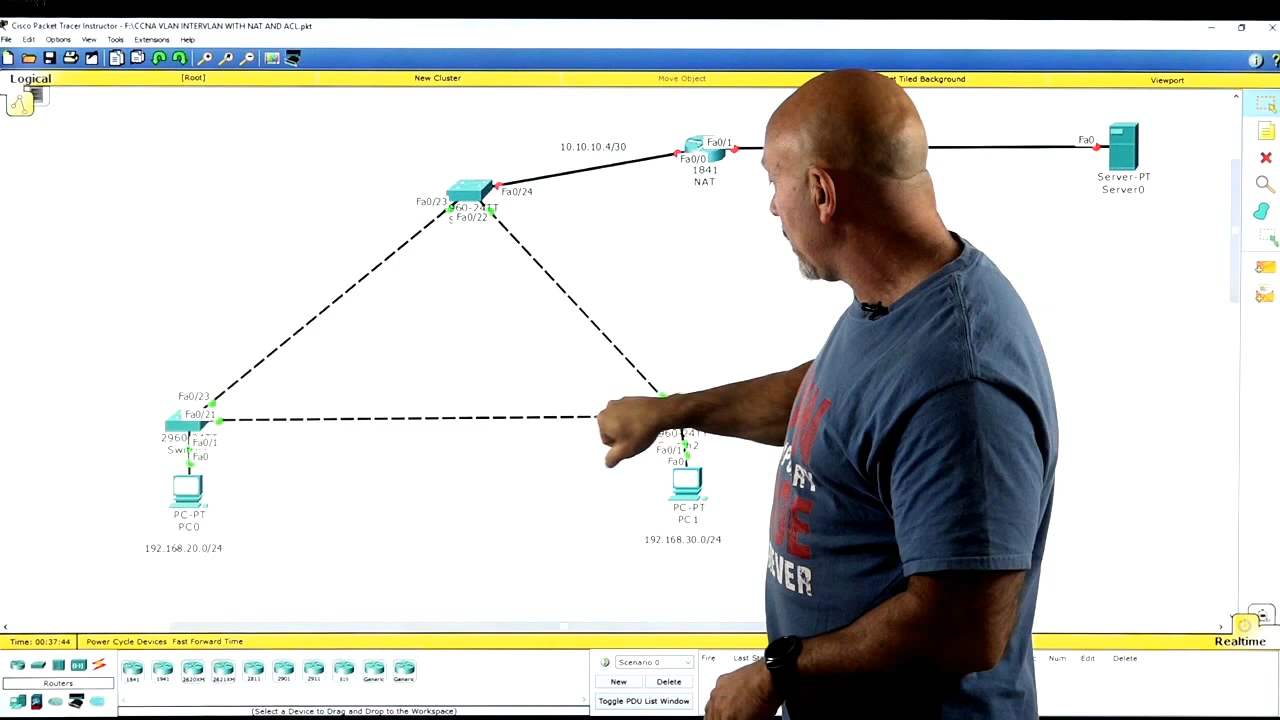 Cisco Packet Tracer Instructor - F:\CCNA VLAN INTERVLAN WITH NAT AND ACL.pkt
File Edit Options View Tools Extensions Help
Logical [Root] New Cluster Move Object Tiled Background Viewport
10.10.10.4/30
Fa0/1
Fa0/0
1841
NAT
Fa0
Server-PT
Server0
Fa0/24
Fa0/23
960-24TT
Fa0/22
Fa0/23
Fa0/21
2960
Fa0/1
Fa0
PC-PT
PC0
192.168.20.0/24
Fa0/1
Fa0
PC-PT
PC1
192.168.30.0/24
Time: 00:37:44 Power Cycle Devices Fast Forward Time Realtime
Routers
1841 1941 2620XM 2621XM 2811 2901 2911 819 Generic Generic
(Select a Device to Drag and Drop to the Workspace)
Scenario 0
New Delete
Toggle PDU List Window
Fire Last Num Edit Delete